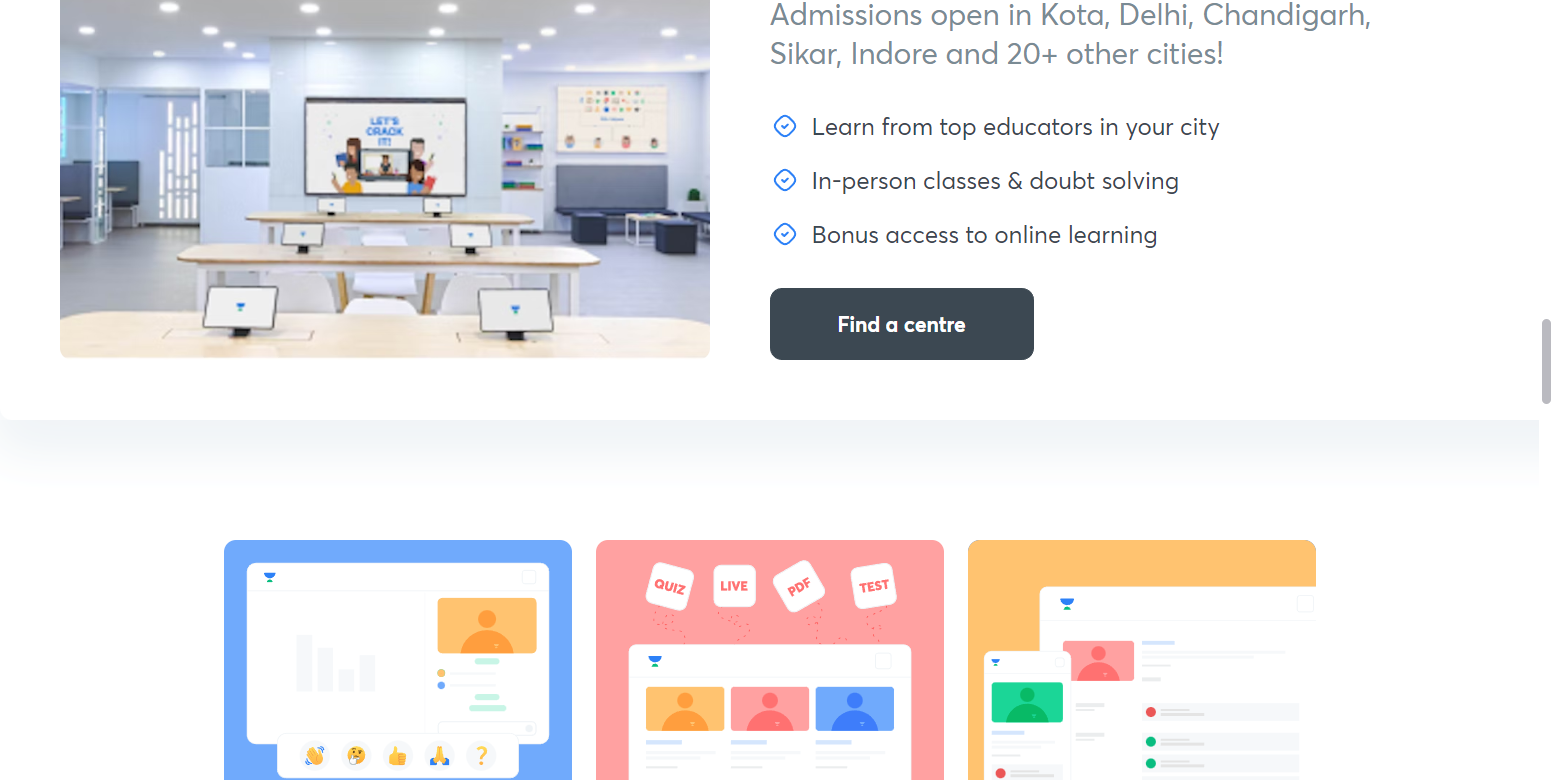 Admissions open in Kota, Delhi, Chandigarh,
Sikar, Indore and 20+ other cities!
LET'S
CRACK
IT!
Learn from top educators in your city
In-person classes & doubt solving
Bonus access to online learning
Find a centre
QUIZ
LIVE
PDF
TEST